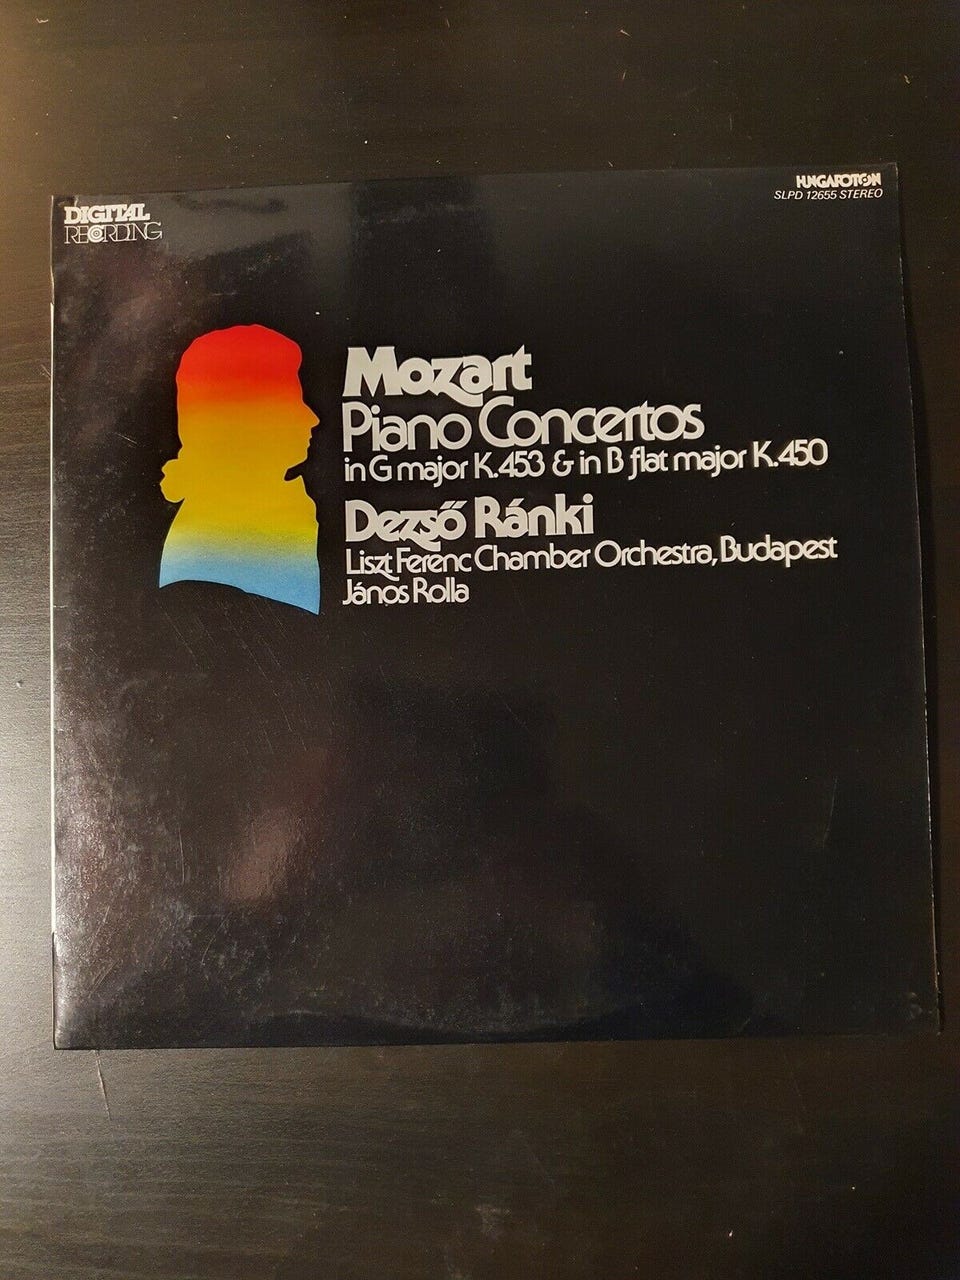 DIGITAL
RECORDING
HUNGAROTON
SLPD 12655 STEREO
Mozart
Piano Concertos
in G major K.453 & in B flat major K.450
Dezső Ránki
Liszt Ferenc Chamber Orchestra, Budapest
János Rolla